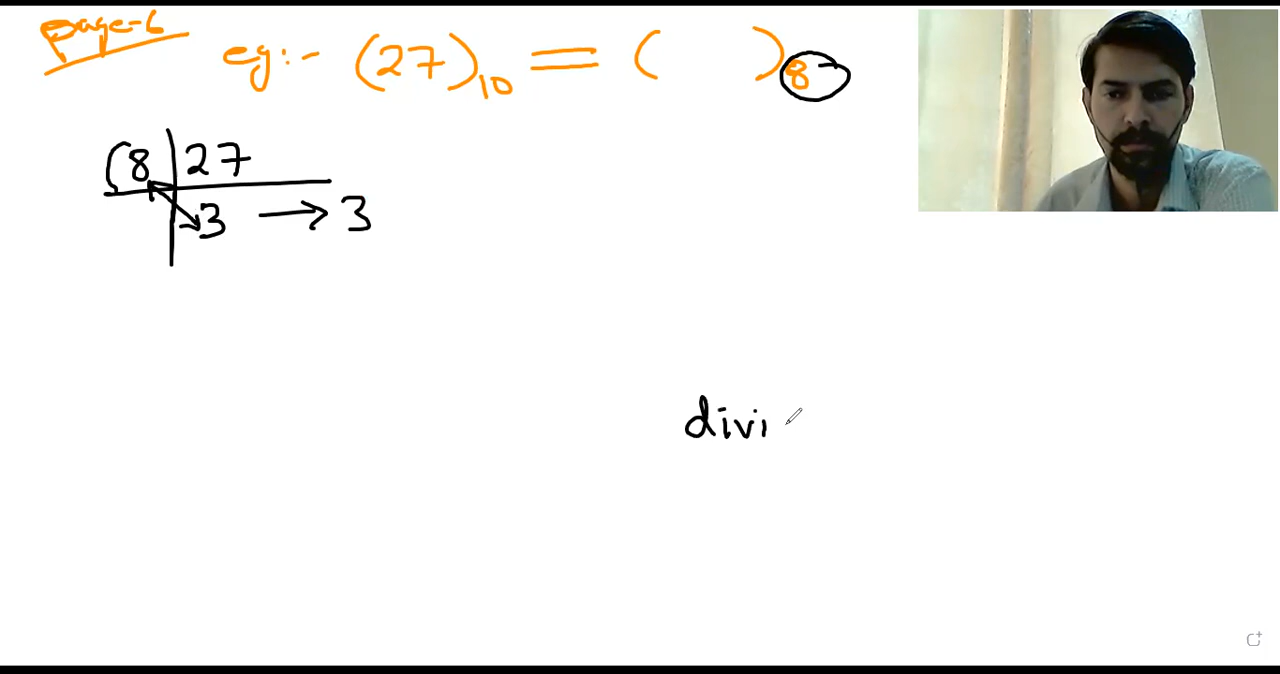 page-6
eg:- (27)10 = ( )8
8 27
3 → 3
divi